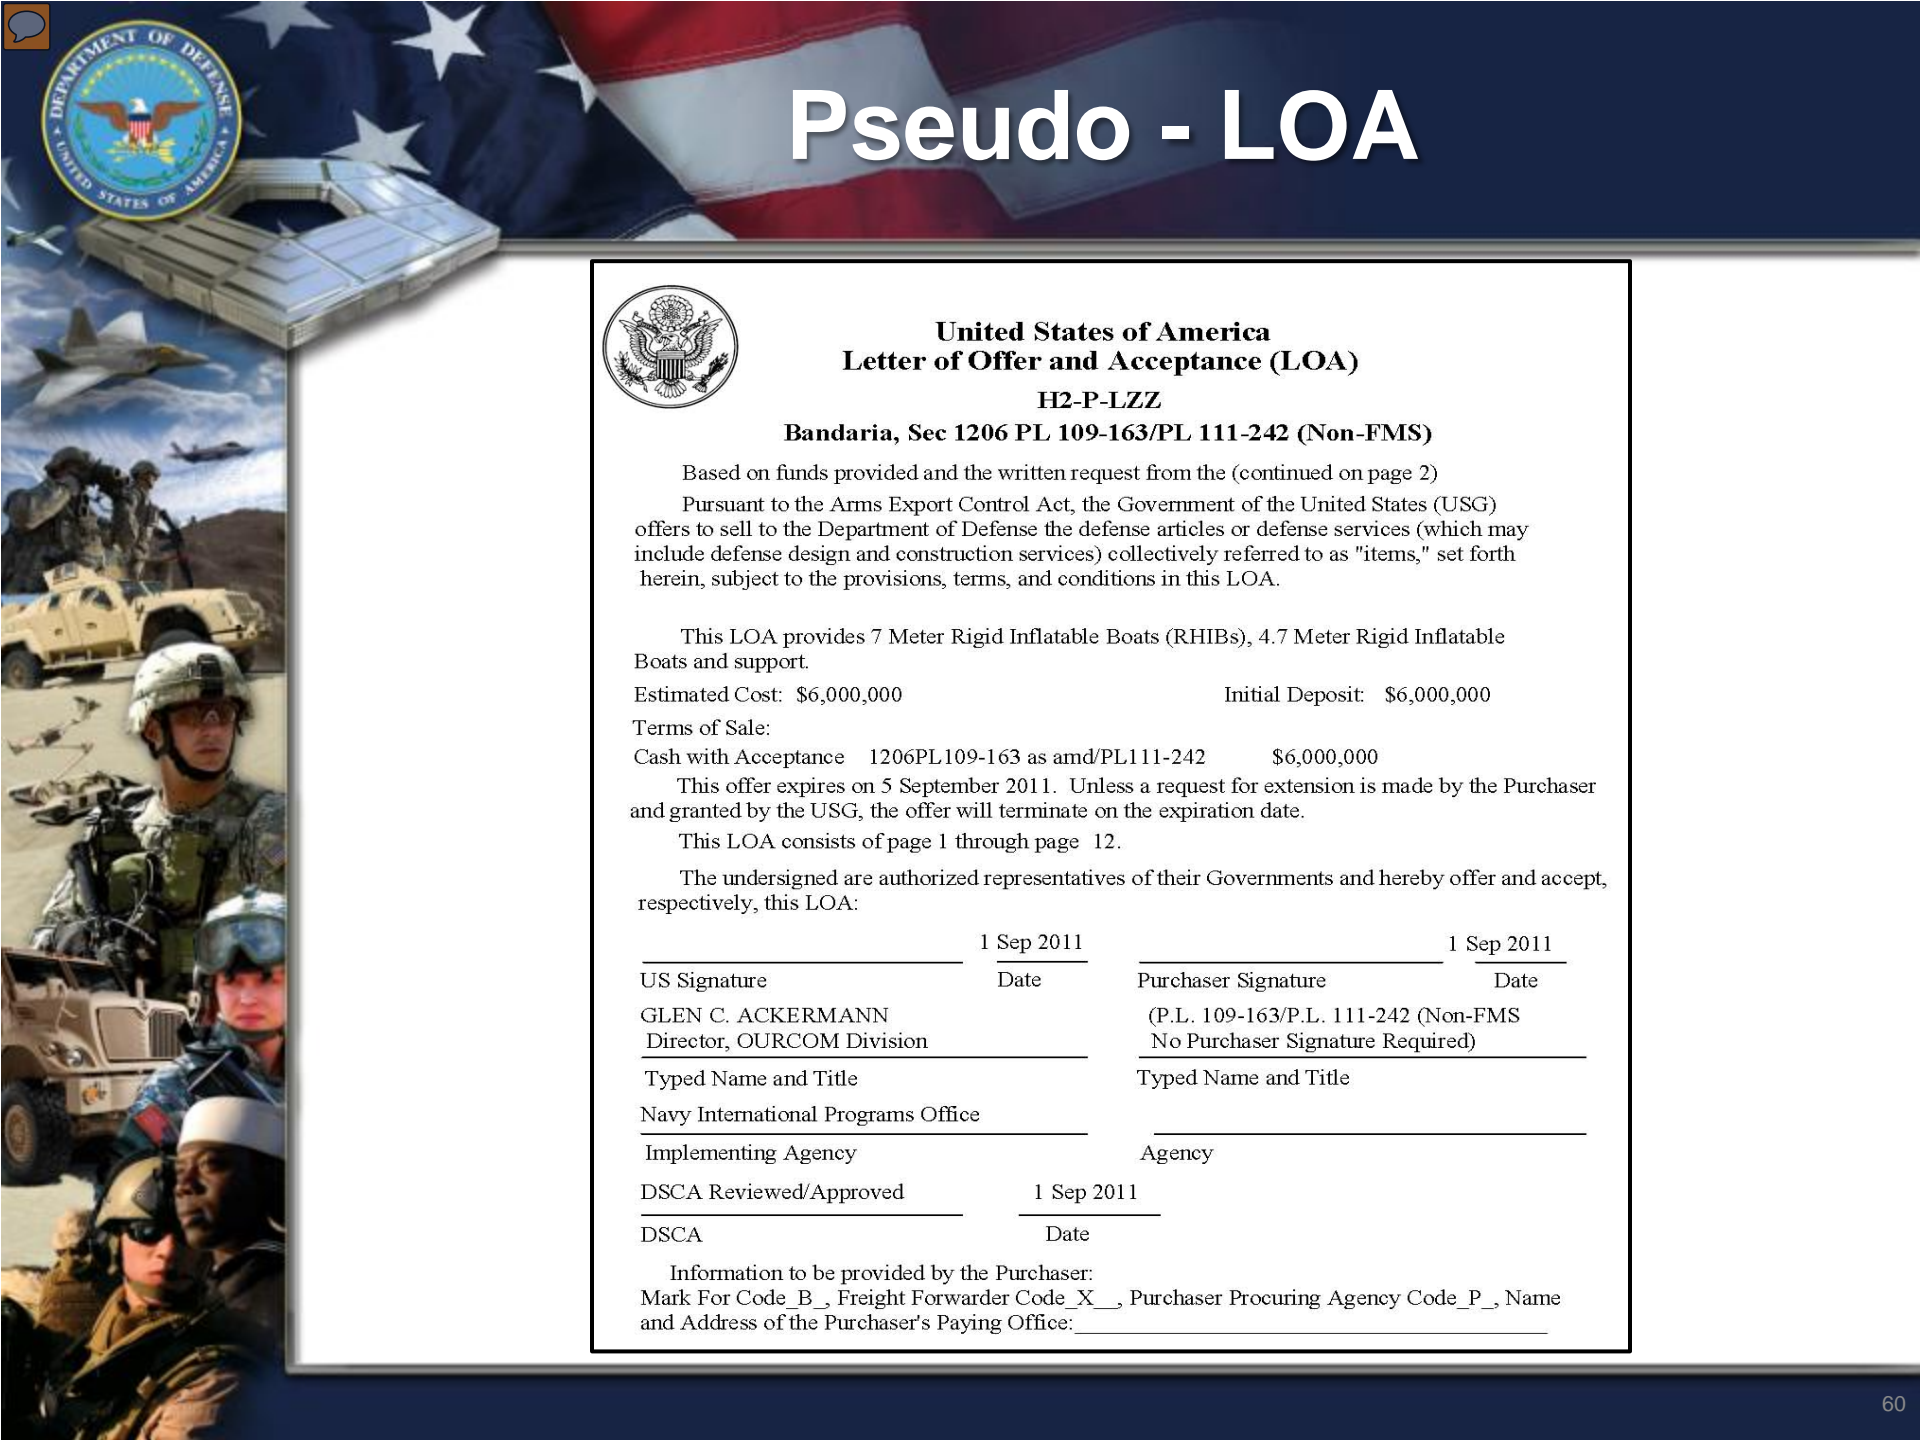 DEPARTMENT OF DEFENSE
UNITED STATES OF AMERICA
Pseudo - LOA
United States of America
Letter of Offer and Acceptance (LOA)
H2-P-LZZ
Bandaria, Sec 1206 PL 109-163/PL 111-242 (Non-FMS)
Based on funds provided and the written request from the (continued on page 2)
Pursuant to the Arms Export Control Act, the Government of the United States (USG)
offers to sell to the Department of Defense the defense articles or defense services (which may
include defense design and construction services) collectively referred to as "items," set forth
herein, subject to the provisions, terms, and conditions in this LOA.
This LOA provides 7 Meter Rigid Inflatable Boats (RHIBs), 4.7 Meter Rigid Inflatable
Boats and support.
Estimated Cost: $6,000,000 Initial Deposit: $6,000,000
Terms of Sale:
Cash with Acceptance 1206PL109-163 as amd/PL111-242 $6,000,000
This offer expires on 5 September 2011. Unless a request for extension is made by the Purchaser
and granted by the USG, the offer will terminate on the expiration date.
This LOA consists of page 1 through page 12.
The undersigned are authorized representatives of their Governments and hereby offer and accept,
respectively, this LOA:
1 Sep 2011 1 Sep 2011
US Signature Date Purchaser Signature Date
GLEN C. ACKERMANN (P.L. 109-163/P.L. 111-242 (Non-FMS
Director, OURCOM Division No Purchaser Signature Required)
Typed Name and Title Typed Name and Title
Navy International Programs Office
Implementing Agency Agency
DSCA Reviewed/Approved 1 Sep 2011
DSCA Date
Information to be provided by the Purchaser:
Mark For Code_B_, Freight Forwarder Code_X__, Purchaser Procuring Agency Code_P_, Name
and Address of the Purchaser's Paying Office:____________
60